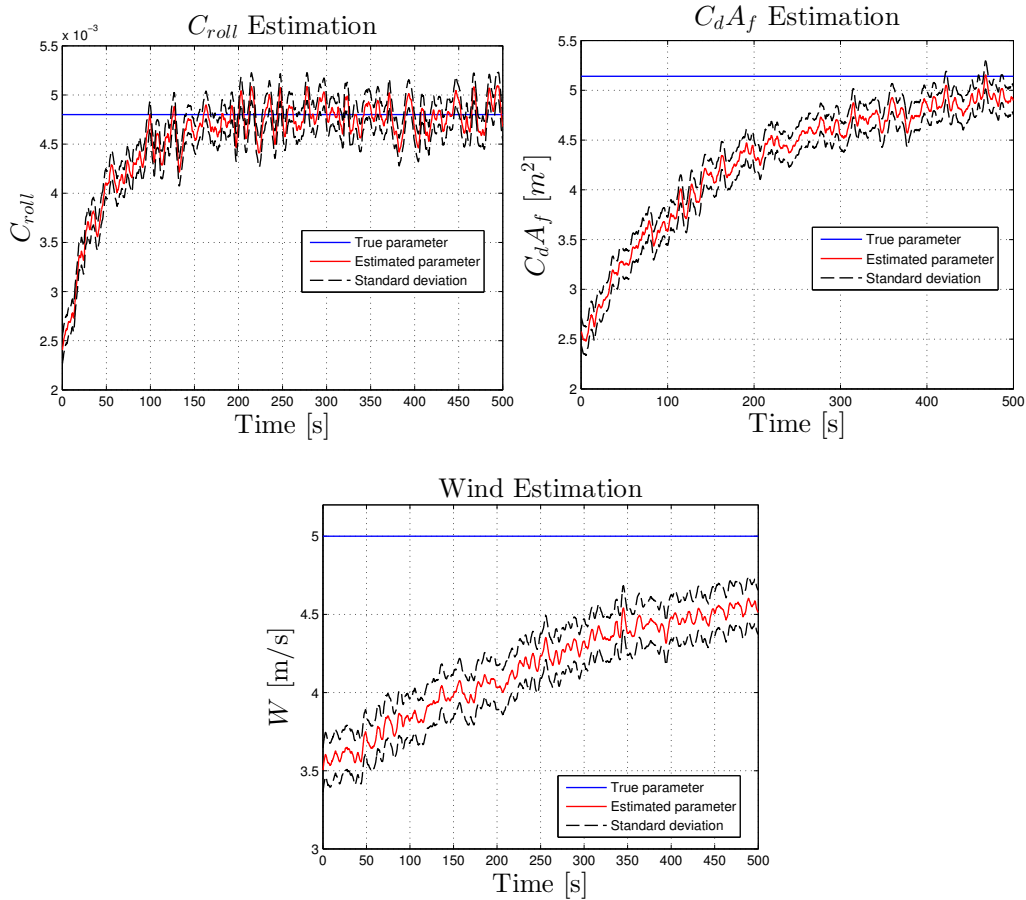 C_roll Estimation
x 10^−3
5.5
5
4.5
4
3.5
3
2.5
2
C_roll
0 50 100 150 200 250 300 350 400 450 500
Time [s]
True parameter
Estimated parameter
Standard deviation
C_d A_f Estimation
5.5
5
4.5
4
3.5
3
2.5
2
C_d A_f [m^2]
0 100 200 300 400 500
Time [s]
True parameter
Estimated parameter
Standard deviation
Wind Estimation
5
4.5
4
3.5
3
W [m/s]
0 50 100 150 200 250 300 350 400 450 500
Time [s]
True parameter
Estimated parameter
Standard deviation